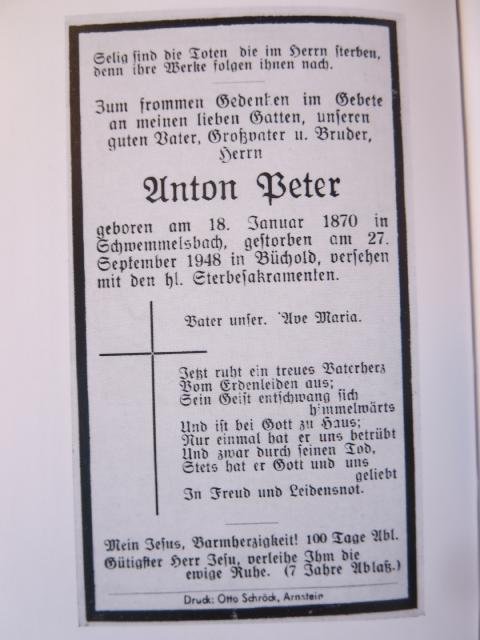 Selig sind die Toten die im Herrn sterben,
denn ihre Werke folgen ihnen nach.
Zum frommen Gedenken im Gebete
an meinen lieben Gatten, unseren
guten Vater, Großvater u. Bruder,
Herrn
Anton Peter
geboren am 18. Januar 1870 in
Schwemmelsbach, gestorben am 27.
September 1948 in Büchold, versehen
mit den hl. Sterbesakramenten.
Vater unser. Ave Maria.
Jetzt ruht ein treues Vaterherz
Vom Erdenleiden aus;
Sein Geist entschwang sich
himmelwärts
Und ist bei Gott zu Haus;
Nur einmal hat er uns betrübt
Und zwar durch seinen Tod,
Stets hat er Gott und uns
geliebt
In Freud und Leidensnot.
Mein Jesus, Barmherzigkeit! 100 Tage Abl.
Gütigster Herr Jesu, verleihe Ihm die
ewige Ruhe. (7 Jahre Ablaß.)
Druck: Otto Schröck, Arnstein